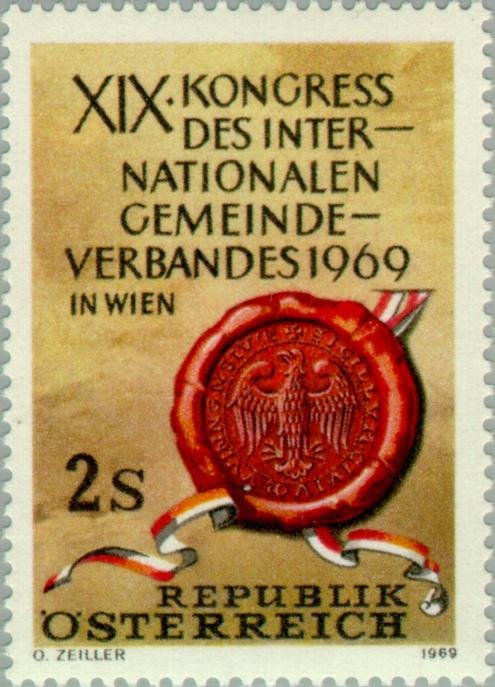 XIX. KONGRESS
DES INTER—
NATIONALEN
GEMEINDE—
VERBANDES 1969
IN WIEN
2S
REPUBLIK
ÖSTERREICH
O. ZEILLER 1969